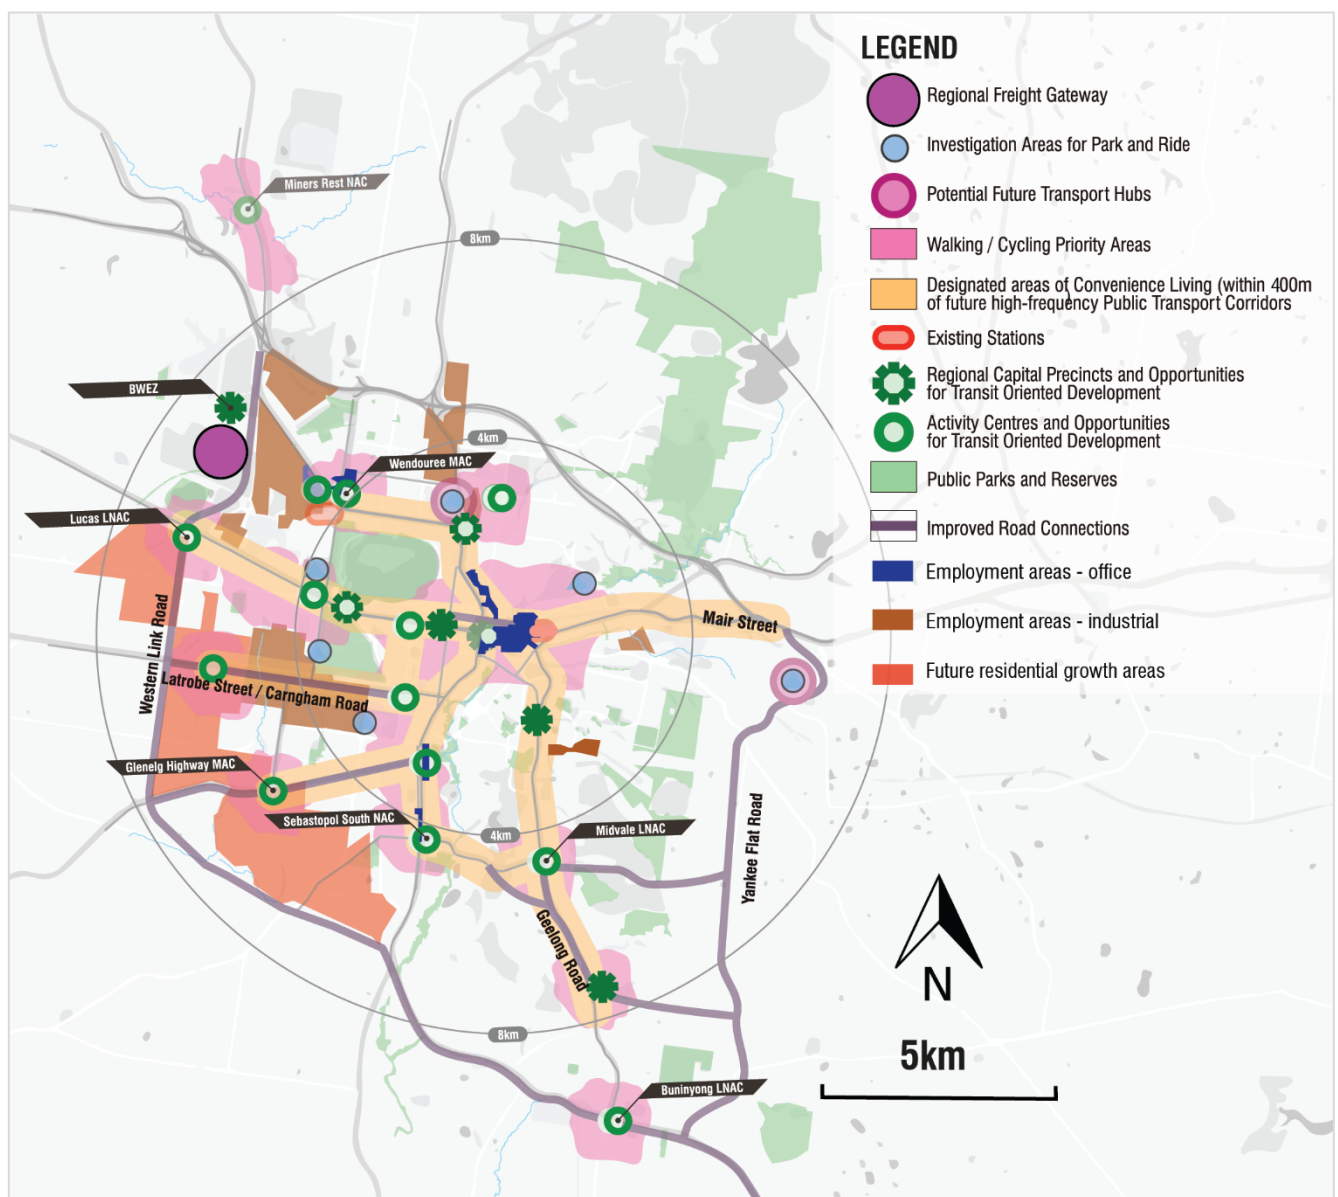 LEGEND
Regional Freight Gateway
Investigation Areas for Park and Ride
Potential Future Transport Hubs
Walking / Cycling Priority Areas
Designated areas of Convenience Living (within 400m
of future high-frequency Public Transport Corridors
Existing Stations
Regional Capital Precincts and Opportunities
for Transit Oriented Development
Activity Centres and Opportunities
for Transit Oriented Development
Public Parks and Reserves
Improved Road Connections
Employment areas - office
Employment areas - industrial
Future residential growth areas
Miners Rest NAC
8km
BWEZ
4km
Wendouree MAC
Lucas LNAC
Western Link Road
Mair Street
Latrobe Street / Carngham Road
Glenelg Highway MAC
Sebastopol South NAC
4km
Midvale LNAC
Yankee Flat Road
Geelong Road
8km
Buninyong LNAC
N
5km